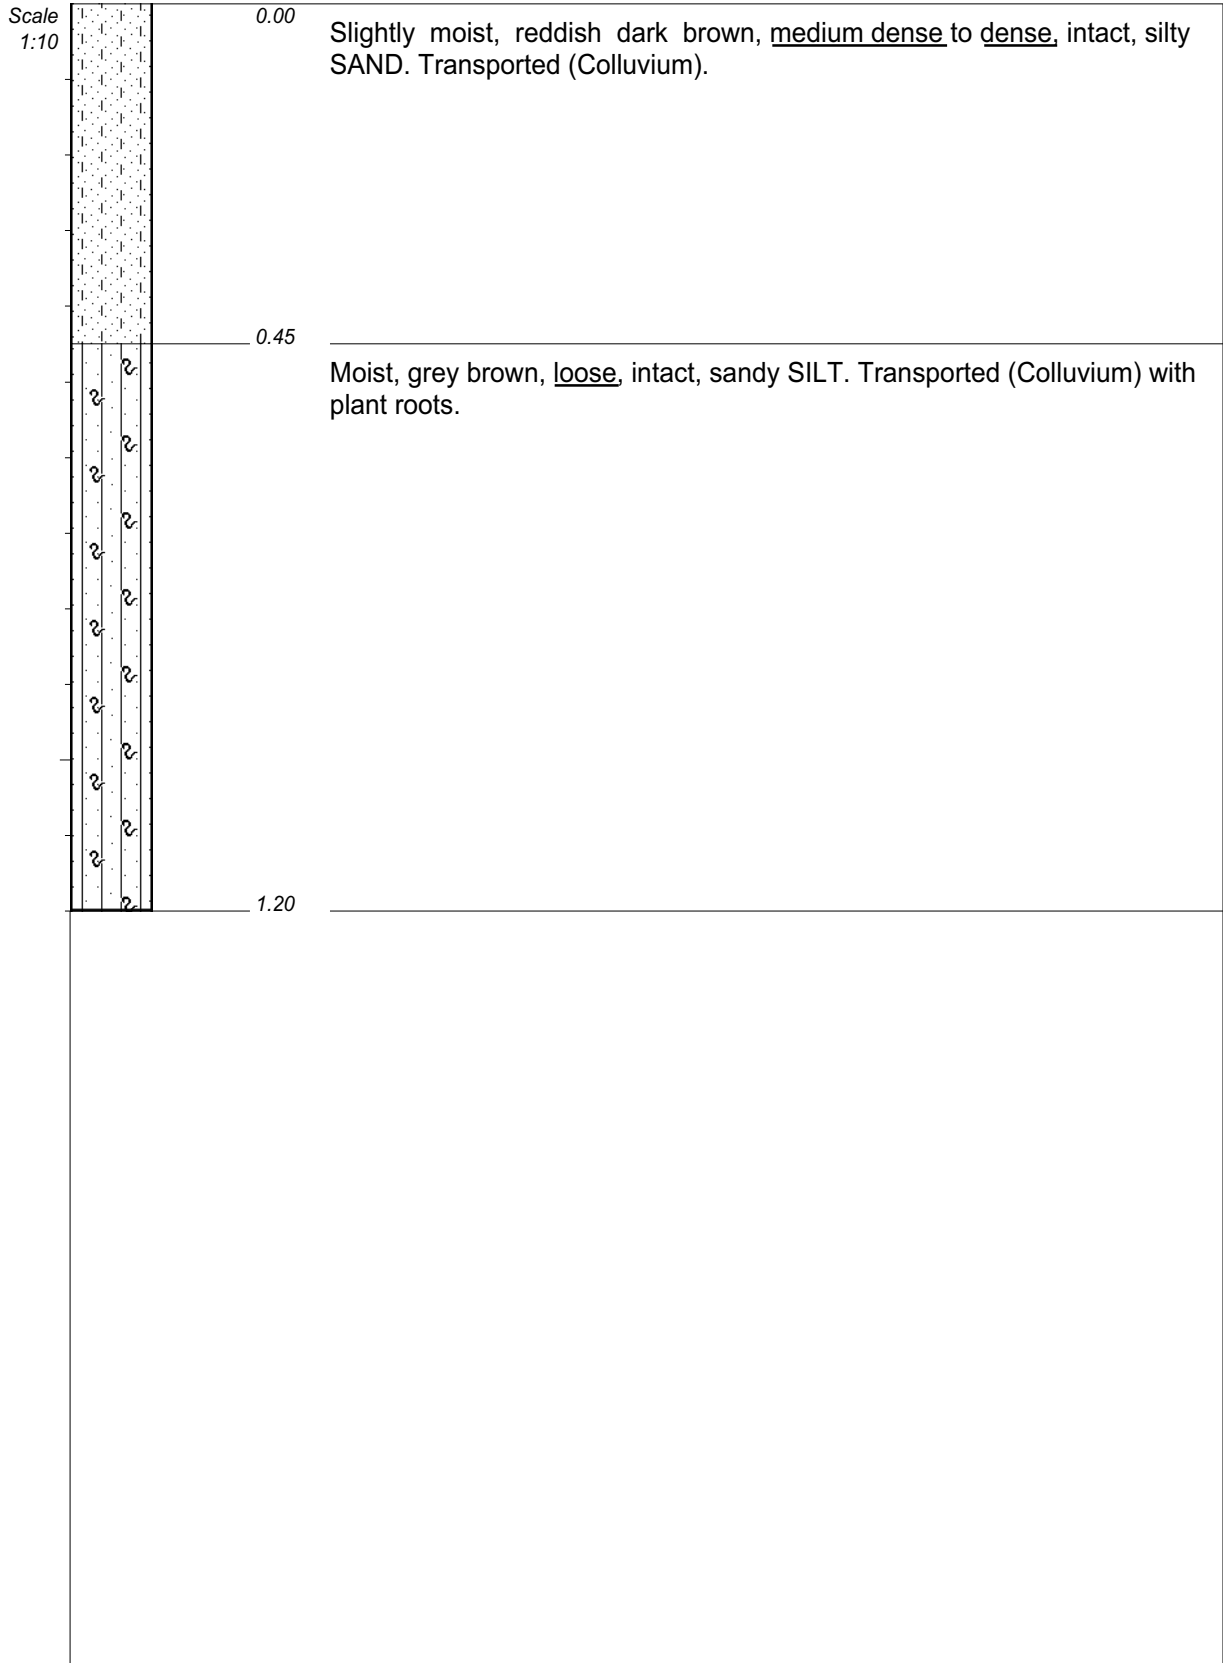 Scale
1:10
0.00
Slightly moist, reddish dark brown, medium dense to dense, intact, silty
SAND. Transported (Colluvium).
0.45
Moist, grey brown, loose, intact, sandy SILT. Transported (Colluvium) with
plant roots.
1.20